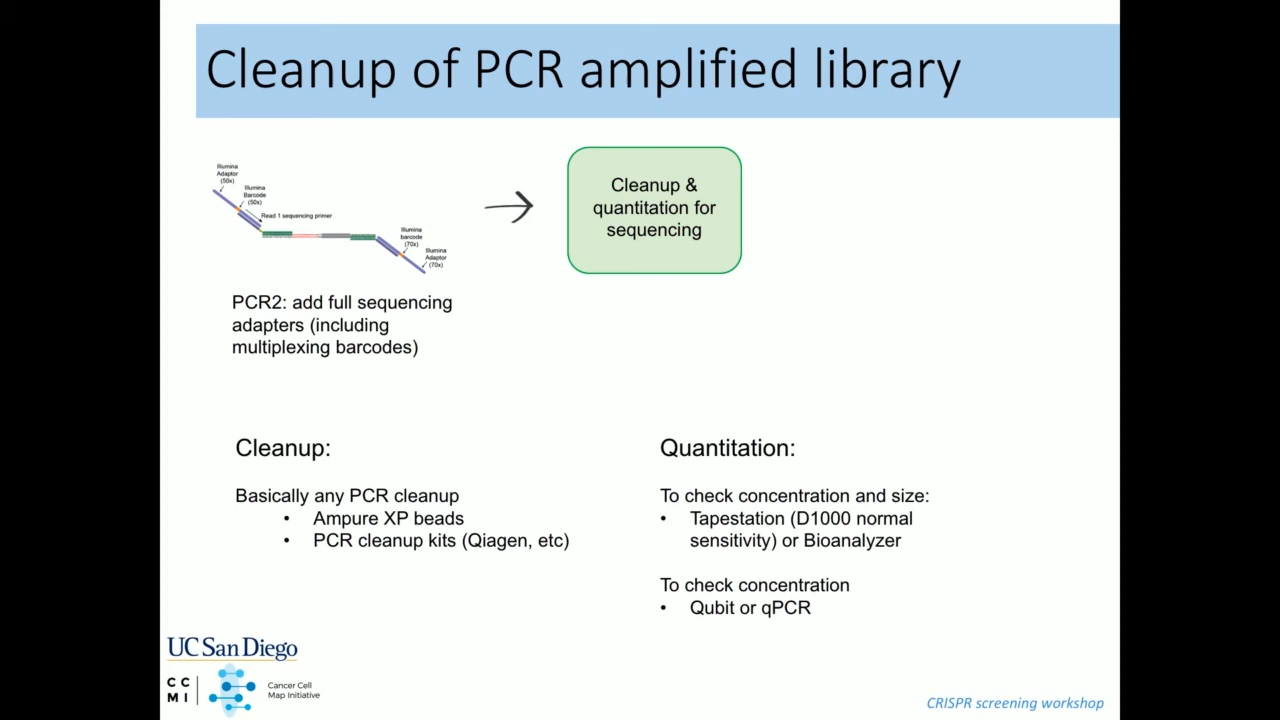 Cleanup of PCR amplified library
Illumina
Adaptor
(50x)
Illumina
Barcode
(50x)
Read 1 sequencing primer
Illumina
barcode
(70x)
Illumina
Adaptor
(70x)
Cleanup &
quantitation for
sequencing
PCR2: add full sequencing
adapters (including
multiplexing barcodes)
Cleanup:
Basically any PCR cleanup
• Ampure XP beads
• PCR cleanup kits (Qiagen, etc)
Quantitation:
To check concentration and size:
• Tapestation (D1000 normal
sensitivity) or Bioanalyzer
To check concentration
• Qubit or qPCR
UC San Diego
C C
M I
Cancer Cell
Map Initiative
CRISPR screening workshop